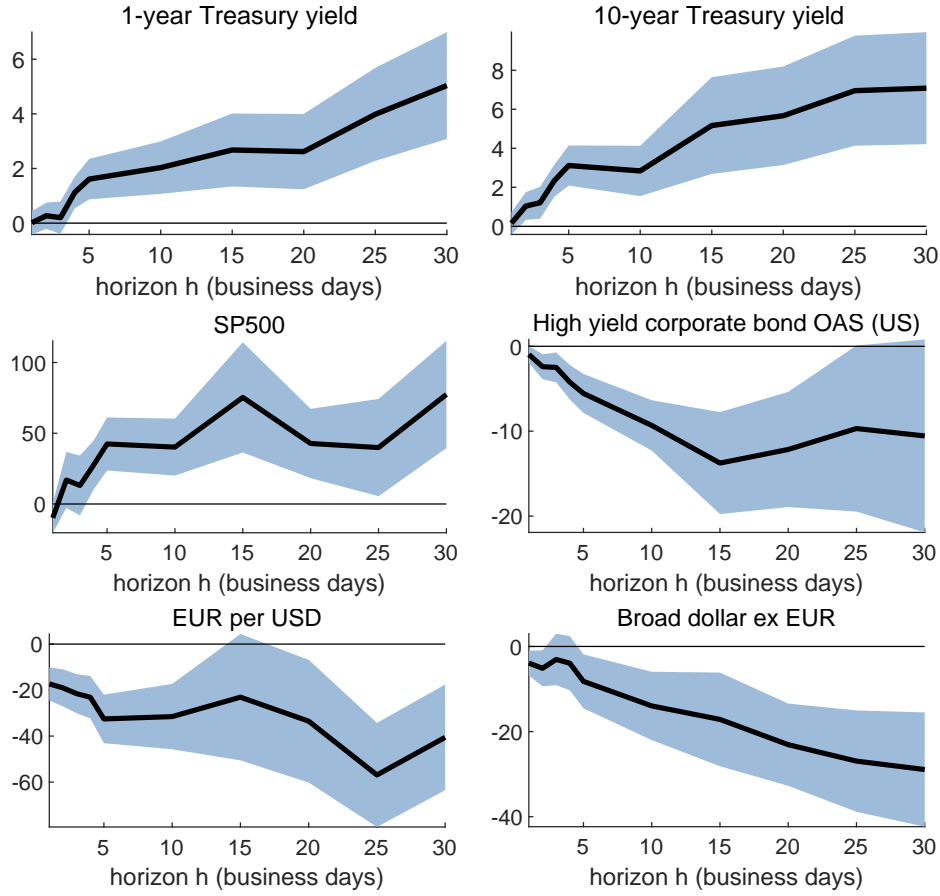 1-year Treasury yield
6
4
2
0
5 10 15 20 25 30
horizon h (business days)
10-year Treasury yield
8
6
4
2
0
5 10 15 20 25 30
horizon h (business days)
SP500
100
50
0
5 10 15 20 25 30
horizon h (business days)
High yield corporate bond OAS (US)
0
-10
-20
5 10 15 20 25 30
horizon h (business days)
EUR per USD
0
-20
-40
-60
5 10 15 20 25 30
horizon h (business days)
Broad dollar ex EUR
0
-20
-40
5 10 15 20 25 30
horizon h (business days)